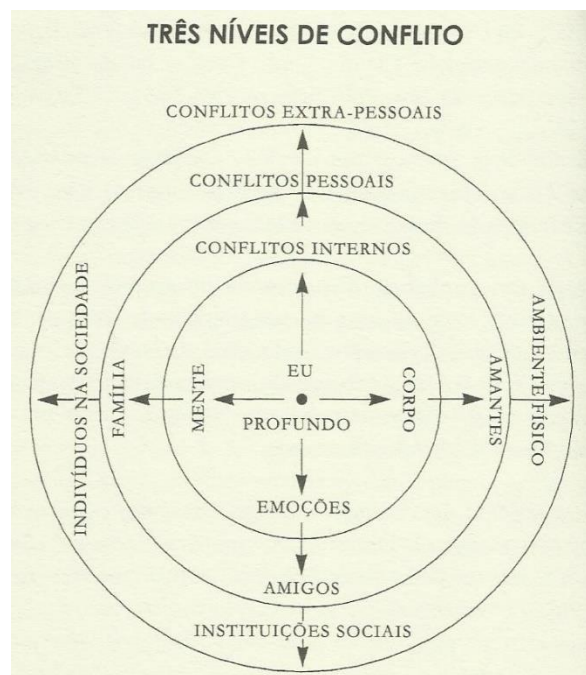 TRÊS NÍVEIS DE CONFLITO
CONFLITOS EXTRA-PESSOAIS
CONFLITOS PESSOAIS
CONFLITOS INTERNOS
INDIVÍDUOS NA SOCIEDADE
FAMÍLIA
MENTE
EU
PROFUNDO
CORPO
AMANTES
AMBIENTE FÍSICO
EMOÇÕES
AMIGOS
INSTITUIÇÕES SOCIAIS